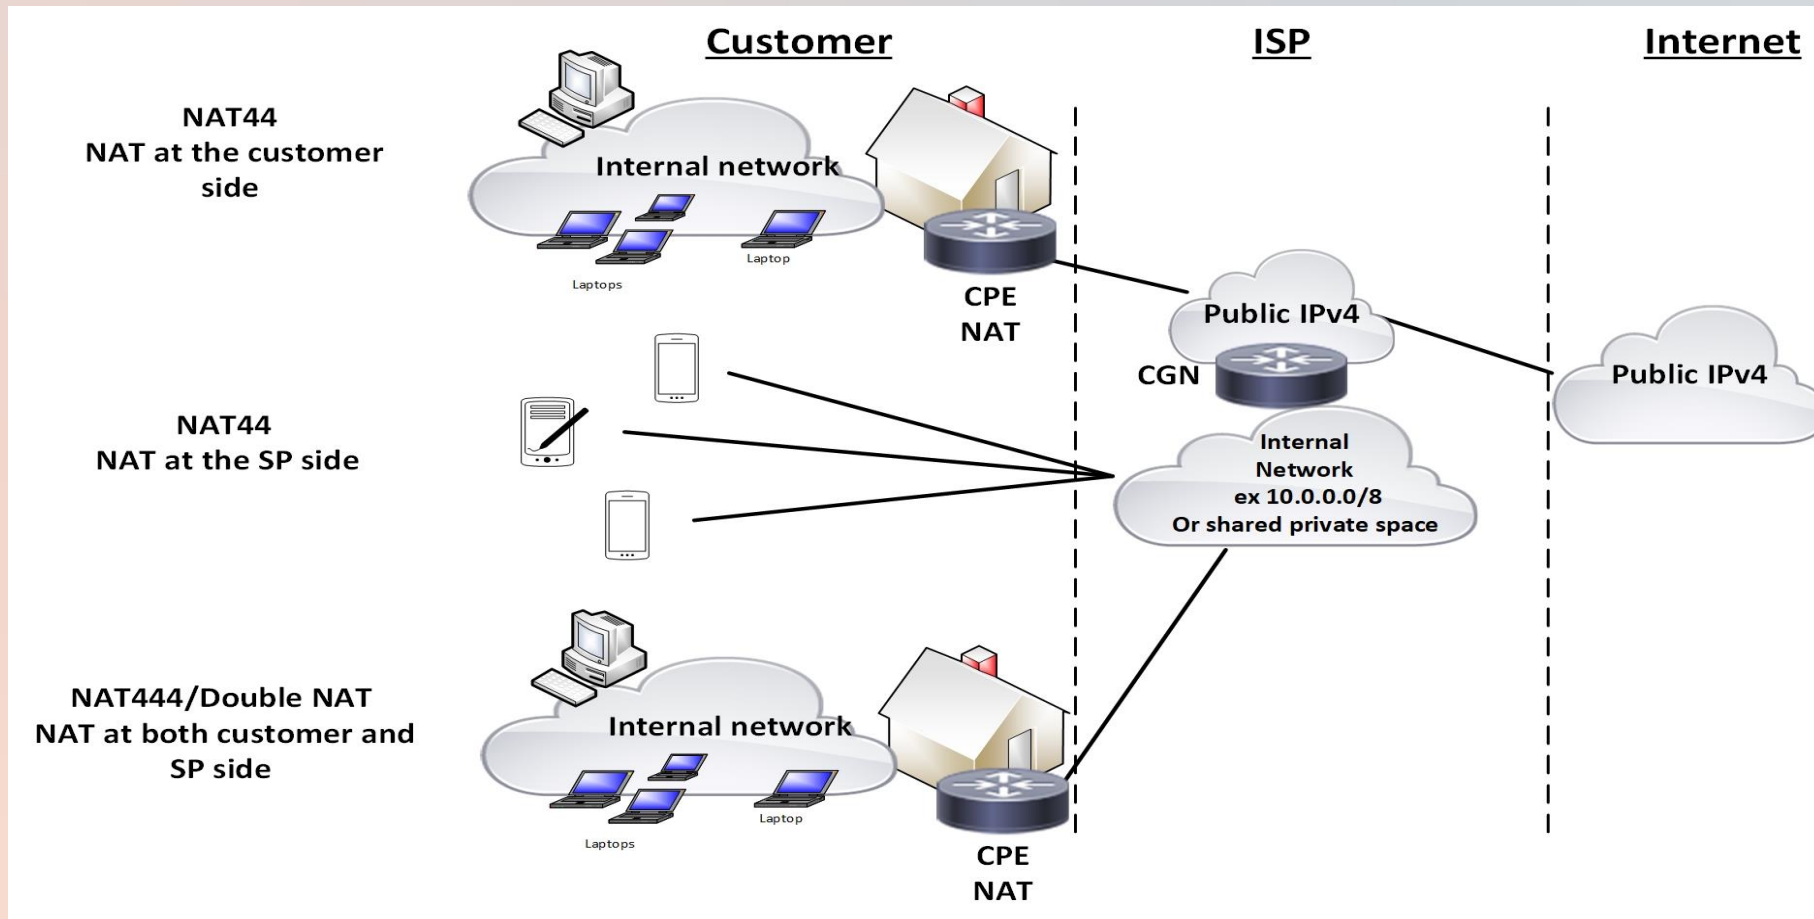 Customer
ISP
Internet
NAT44
NAT at the customer
side
Internal network
Laptops
Laptop
CPE
NAT
Public IPv4
CGN
Public IPv4
NAT44
NAT at the SP side
Internal
Network
ex 10.0.0.0/8
Or shared private space
NAT444/Double NAT
NAT at both customer and
SP side
Internal network
Laptops
Laptop
CPE
NAT